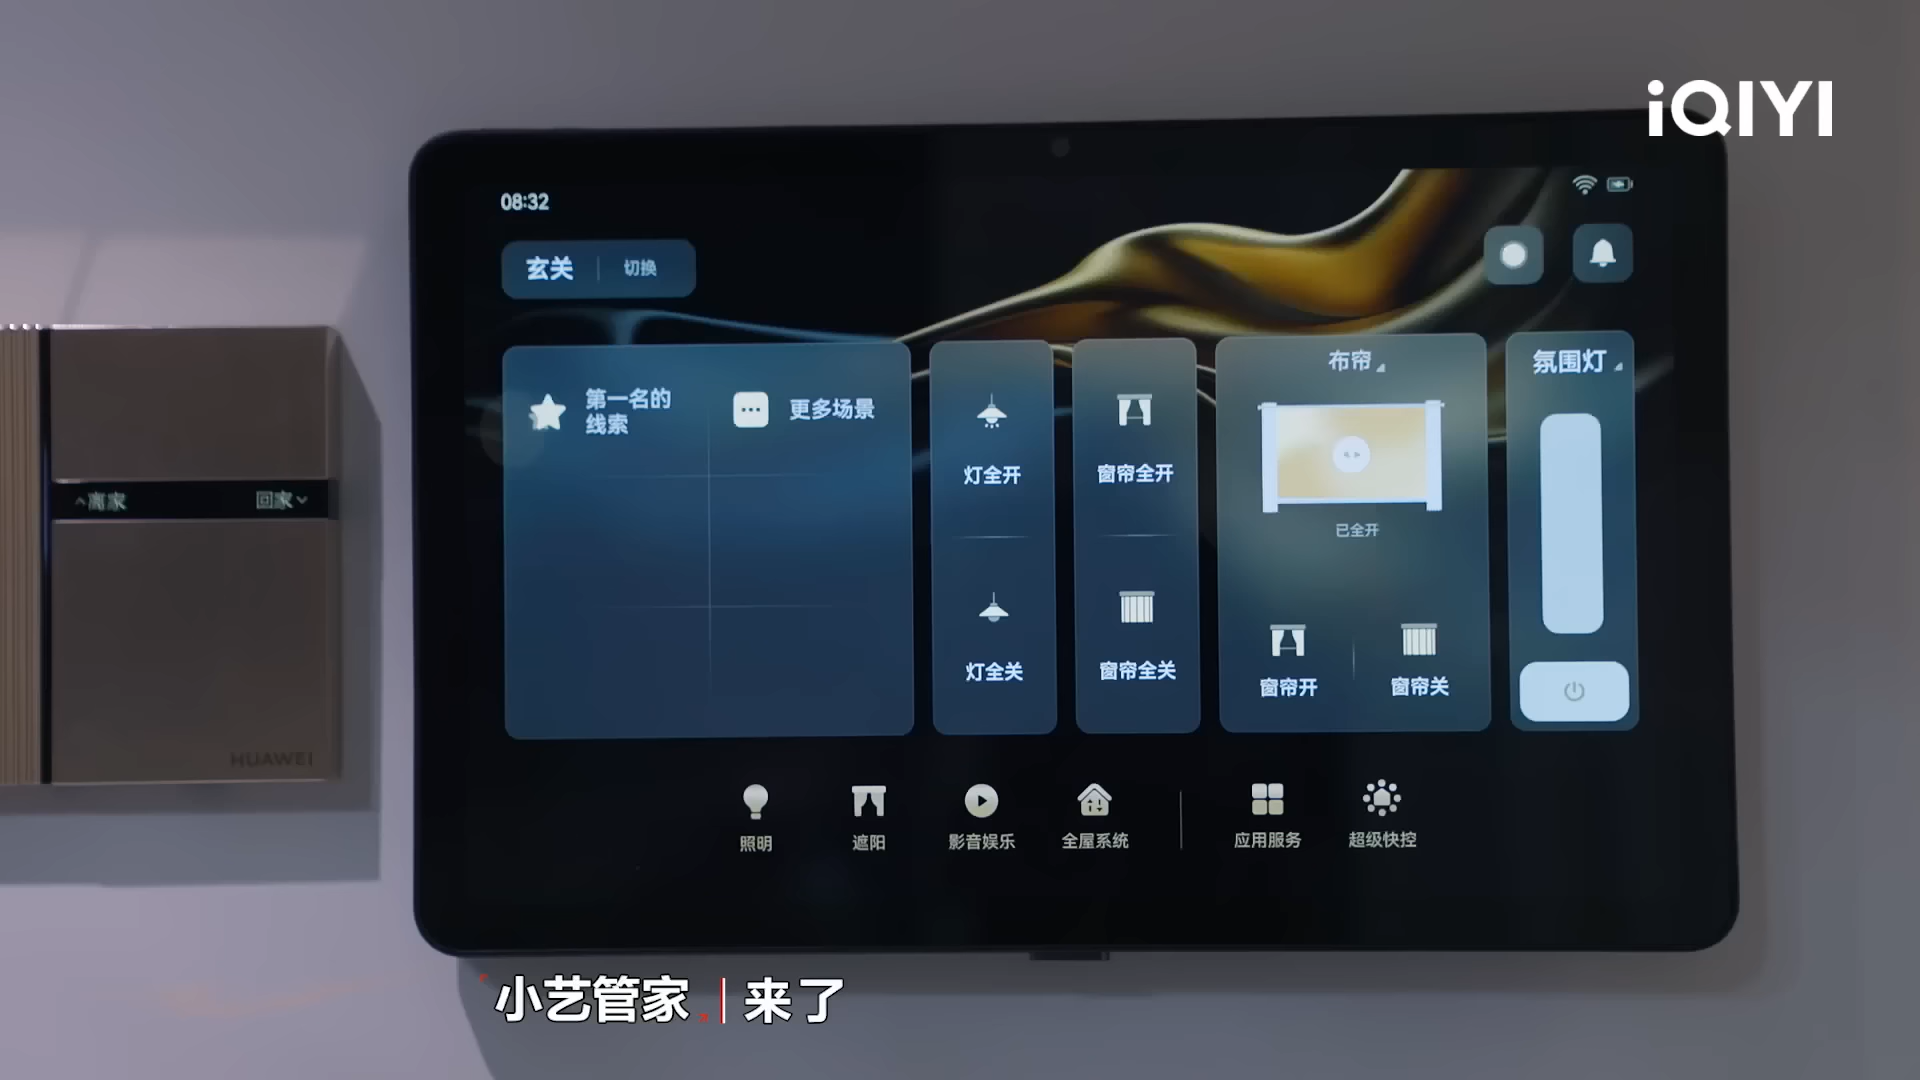 iQIYI
08:32
玄关
切换
第一名的
线索
更多场景
灯全开
灯全关
窗帘全开
窗帘全关
布帘
已全开
窗帘开
窗帘关
氛围灯
离家
回家
HUAWEI
照明
遮阳
影音娱乐
全屋系统
应用服务
超级快控
小艺管家 | 来了